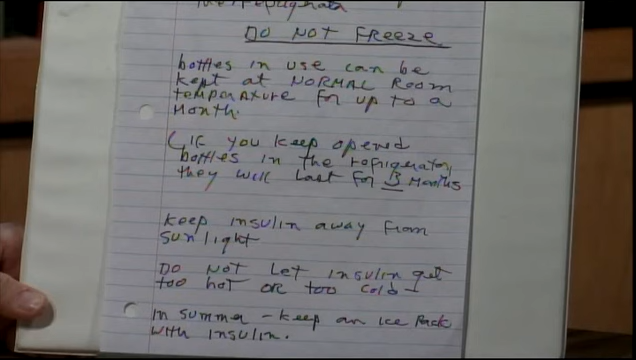 the refrigerator
DO NOT FREEZE
bottles in use can be
kept at NORMAL ROOM
temperature for up to a
month.
(if you keep opened
bottles in the refrigerator,
they will last for 3 months
keep insulin away from
sunlight
DO NOT Let insulin get
too hot or too cold -
In summer - keep an ice pack
with insulin.